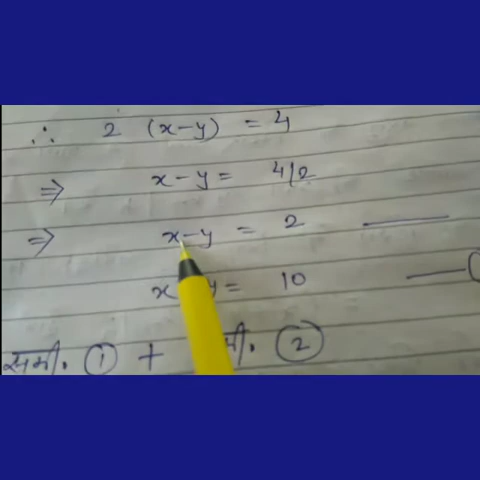 ∴ 2 (x-y) = 4
⇒ x - y = 4/2
⇒ x-y = 2
x y = 10
समी. ① + मी. ②